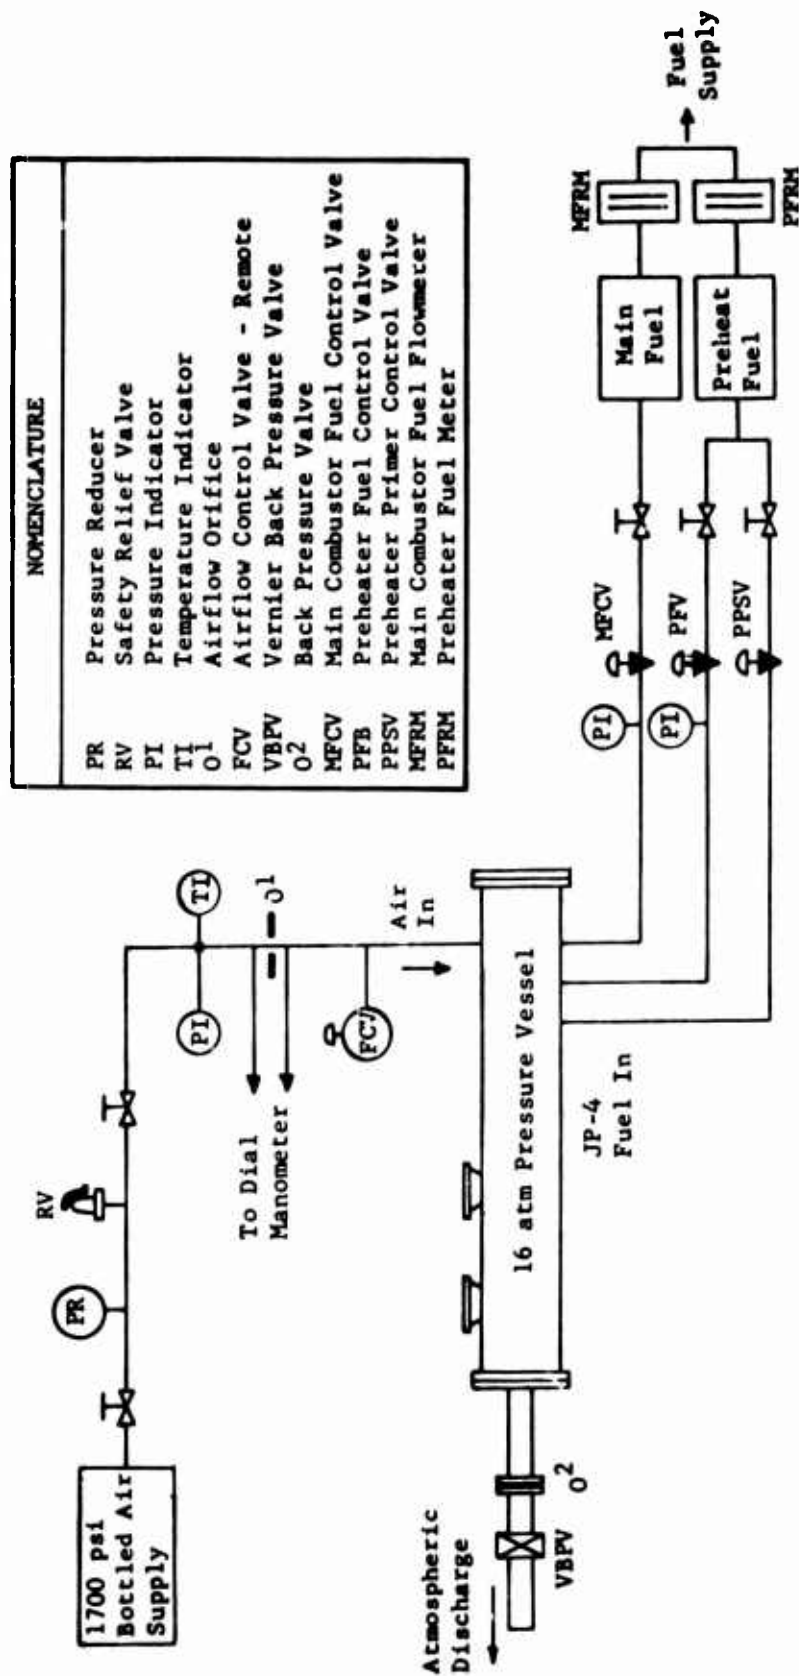 NOMENCLATURE
PR Pressure Reducer
RV Safety Relief Valve
PI Pressure Indicator
TI Temperature Indicator
O1 Airflow Orifice
FCV Airflow Control Valve - Remote
VBPV Vernier Back Pressure Valve
O2 Back Pressure Valve
MFCV Main Combustor Fuel Control Valve
PFB Preheater Fuel Control Valve
PPSV Preheater Primer Control Valve
MFRM Main Combustor Fuel Flowmeter
PFRM Preheater Fuel Meter
1700 psi
Bottled Air
Supply
PR
RV
PI
TI
To Dial
Manometer
O1
FCV
Air
In
16 atm Pressure Vessel
JP-4
Fuel In
Atmospheric
Discharge
VBPV
O2
PI
MFCV
PI
PFV
PPSV
Main
Fuel
Preheat
Fuel
MFRM
PFRM
Fuel
Supply